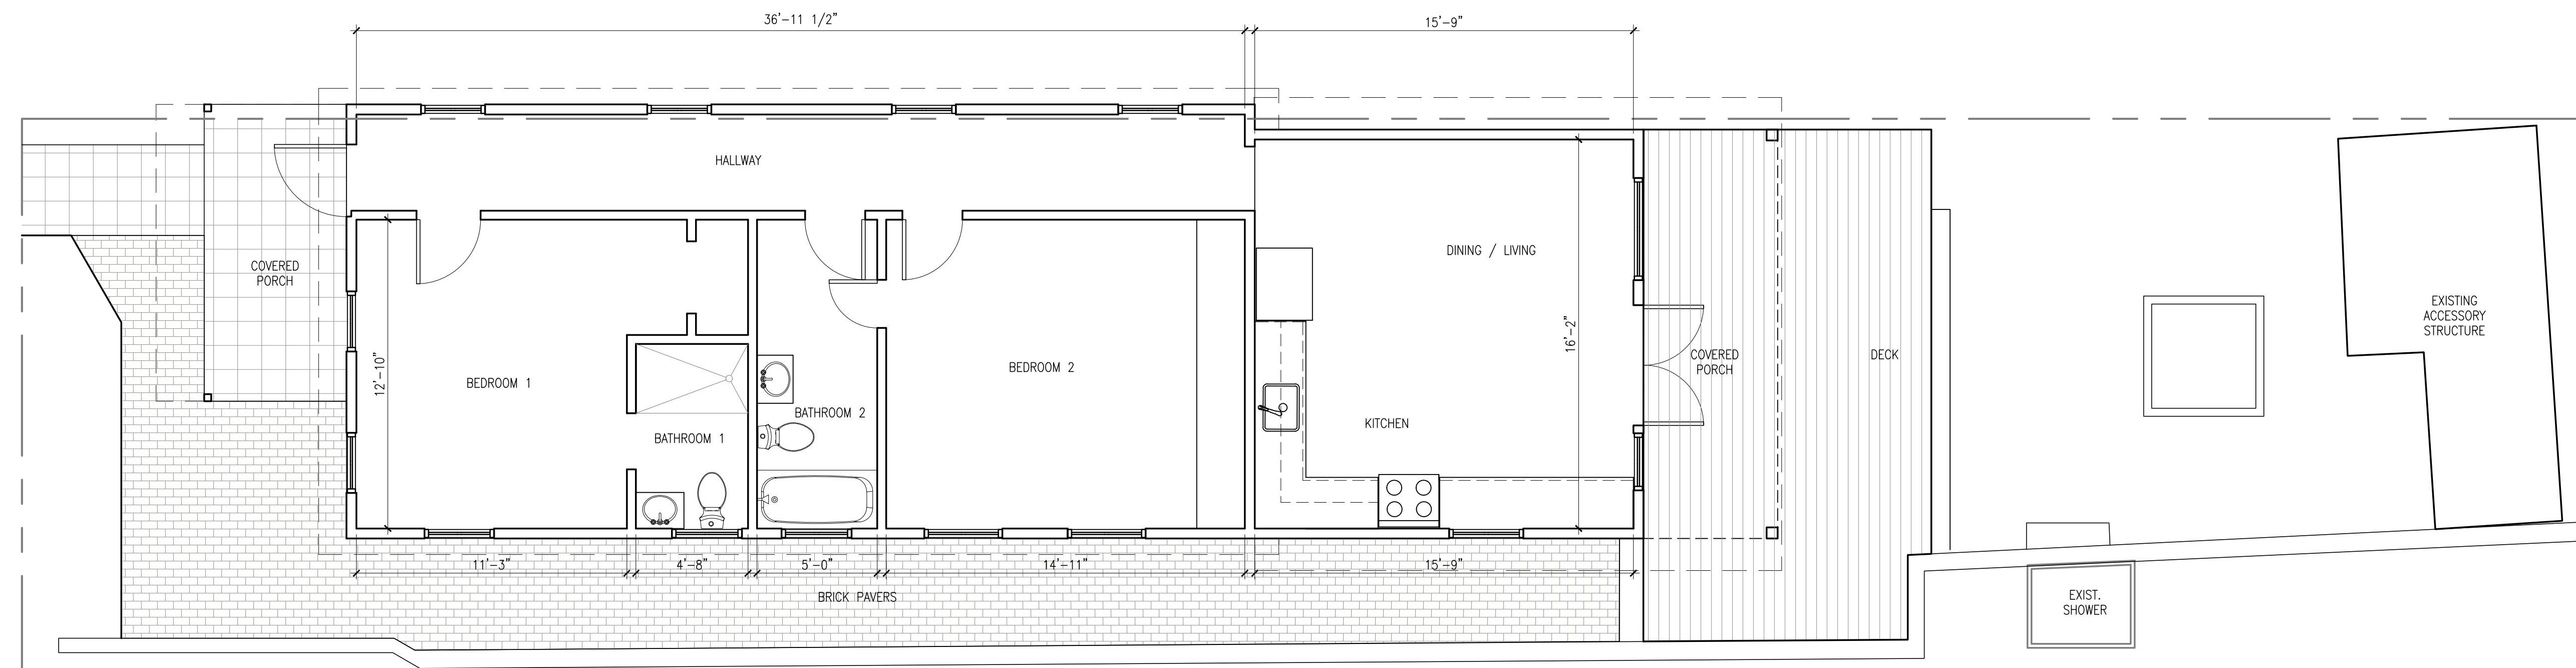 36'-11 1/2"
15'-9"
HALLWAY
COVERED
PORCH
DINING / LIVING
EXISTING
ACCESSORY
STRUCTURE
12'-10"
16'-2"
BEDROOM 1
BEDROOM 2
COVERED
PORCH
DECK
BATHROOM 2
BATHROOM 1
KITCHEN
11'-3"
4'-8"
5'-0"
14'-11"
15'-9"
BRICK PAVERS
EXIST.
SHOWER